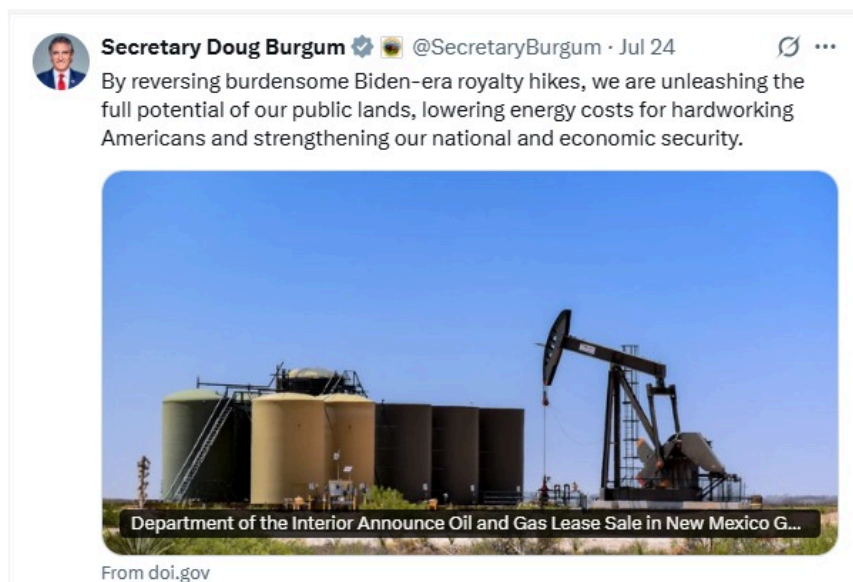 Secretary Doug Burgum @SecretaryBurgum · Jul 24
By reversing burdensome Biden-era royalty hikes, we are unleashing the
full potential of our public lands, lowering energy costs for hardworking
Americans and strengthening our national and economic security.
Department of the Interior Announce Oil and Gas Lease Sale in New Mexico G...
From doi.gov